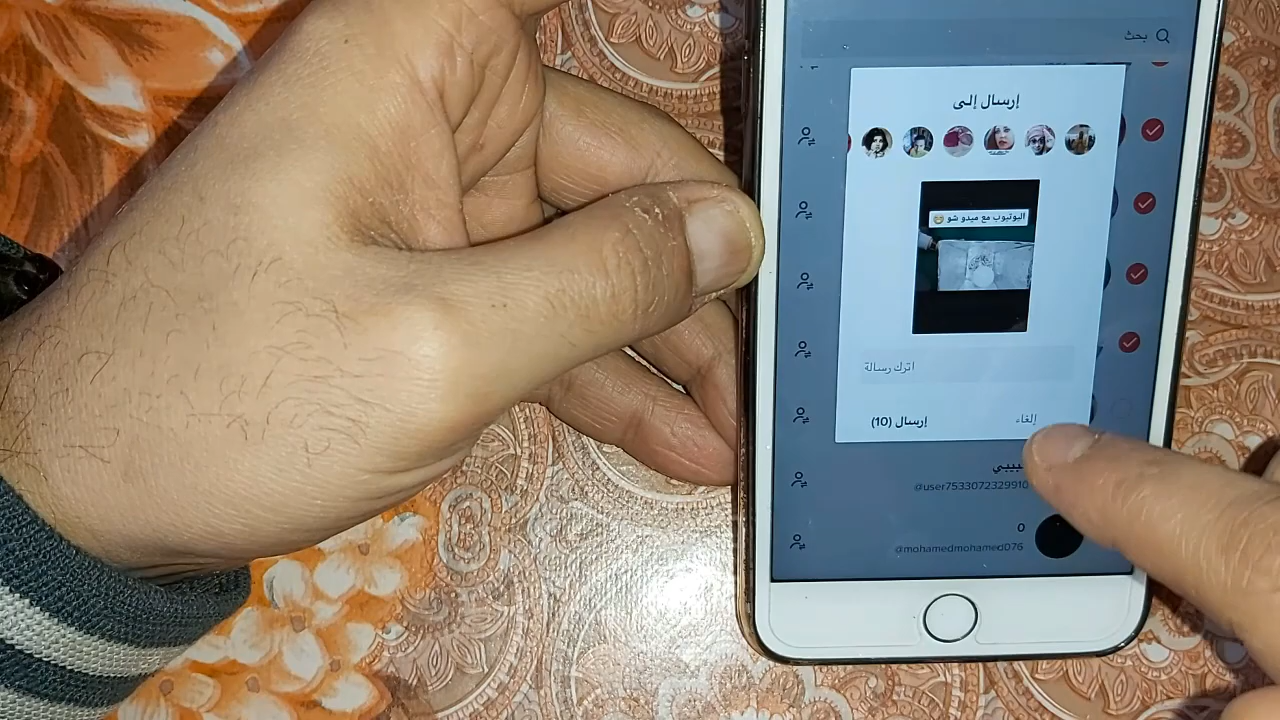 بحث
إرسال إلى
اليوتيوب مع ميدو شو 😁
اترك رسالة
إلغاء
إرسال (10)
@user7533072329910
O
@mohamedmohamed076